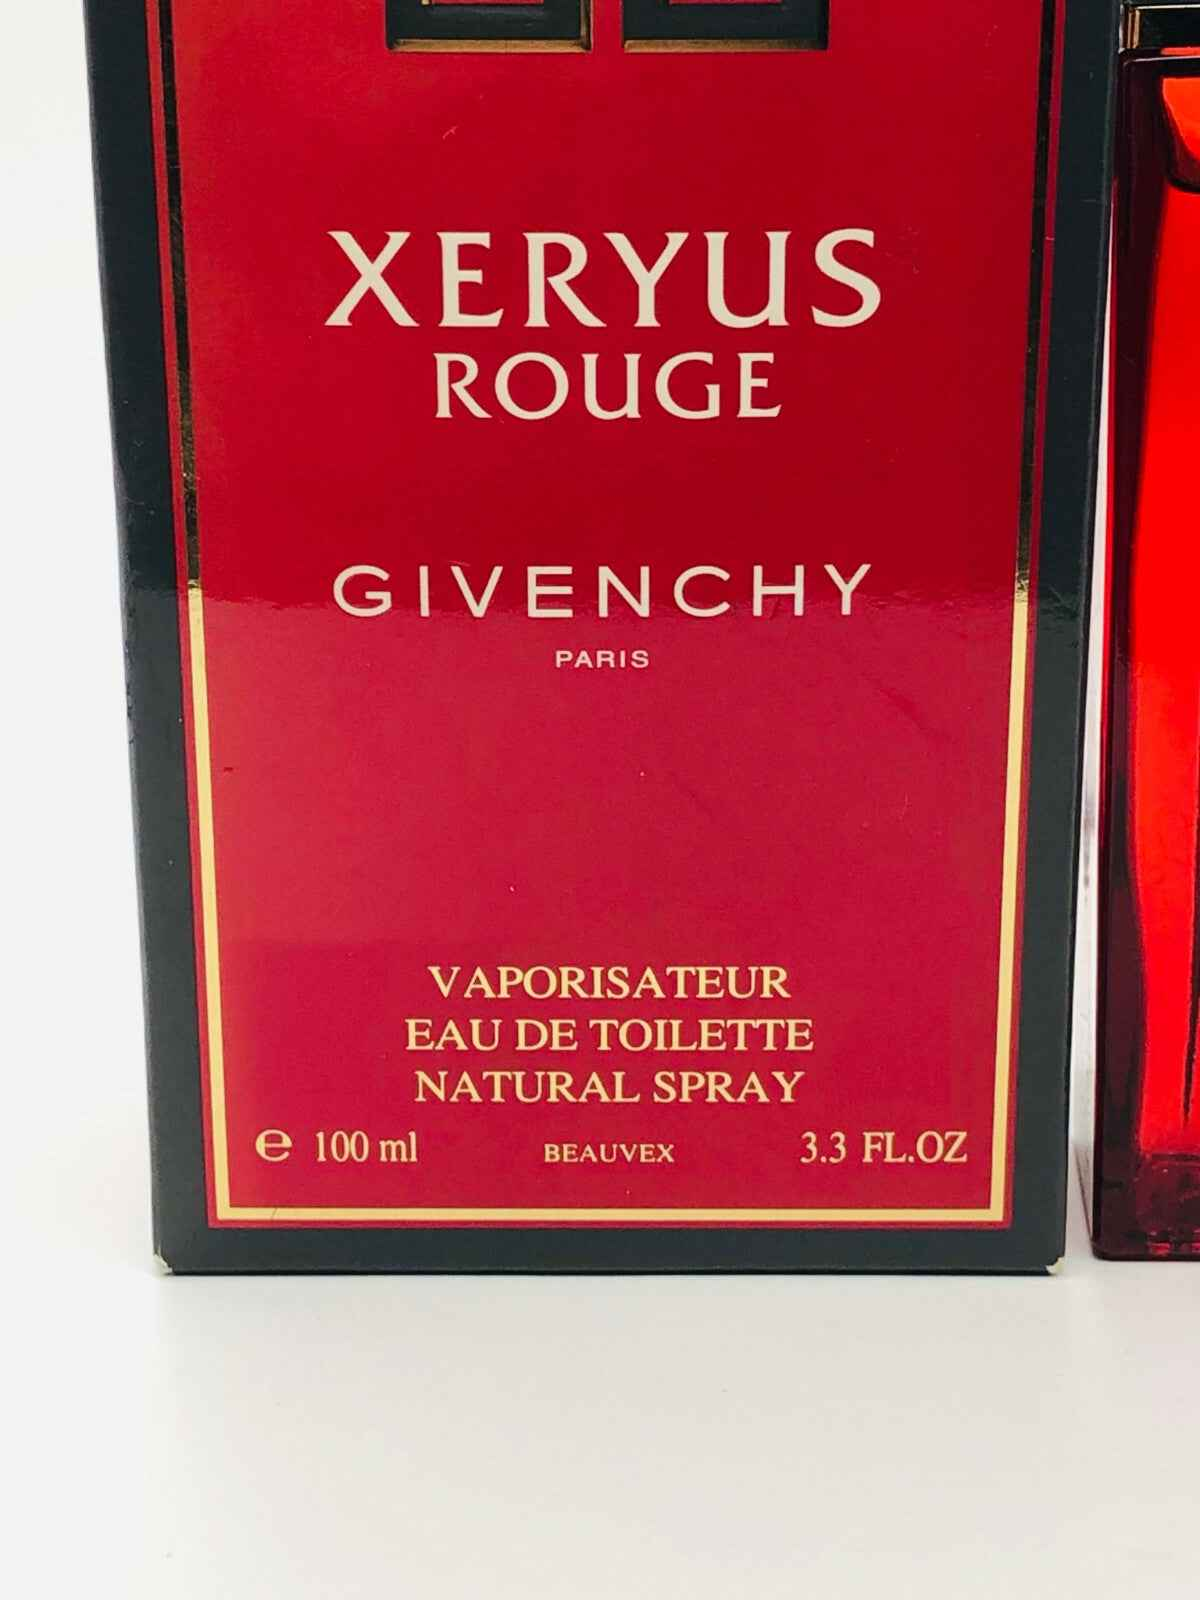 XERYUS
ROUGE
GIVENCHY
PARIS
VAPORISATEUR
EAU DE TOILETTE
NATURAL SPRAY
℮ 100 ml BEAUVEX 3.3 FL.OZ